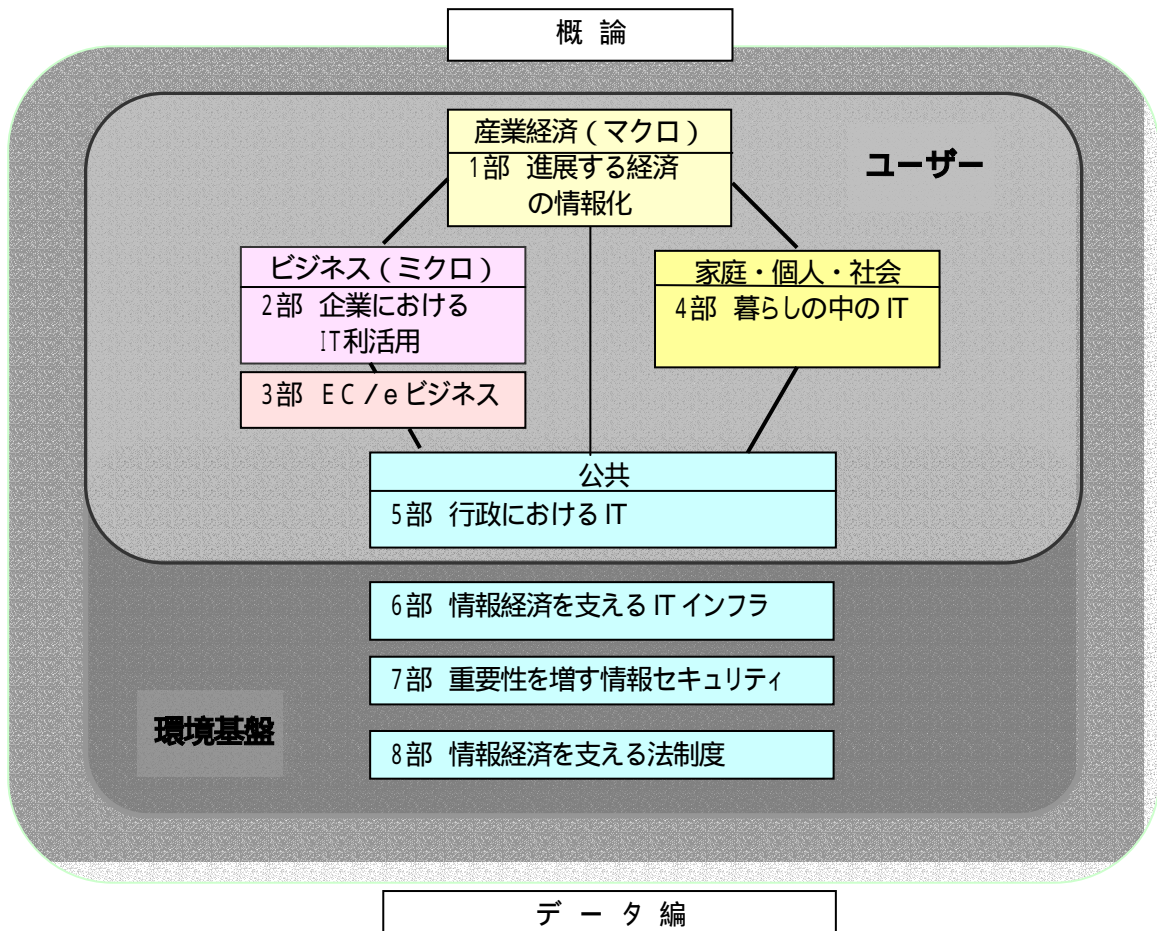 概 論
産業経済（マクロ）
1部 進展する経済
の情報化
ユーザー
ビジネス（ミクロ）
2部 企業における
IT利活用
3部 EC／eビジネス
家庭・個人・社会
4部 暮らしの中の IT
公共
5部 行政における IT
6部 情報経済を支える IT インフラ
7部 重要性を増す情報セキュリティ
環境基盤
8部 情報経済を支える法制度
デ ー タ 編